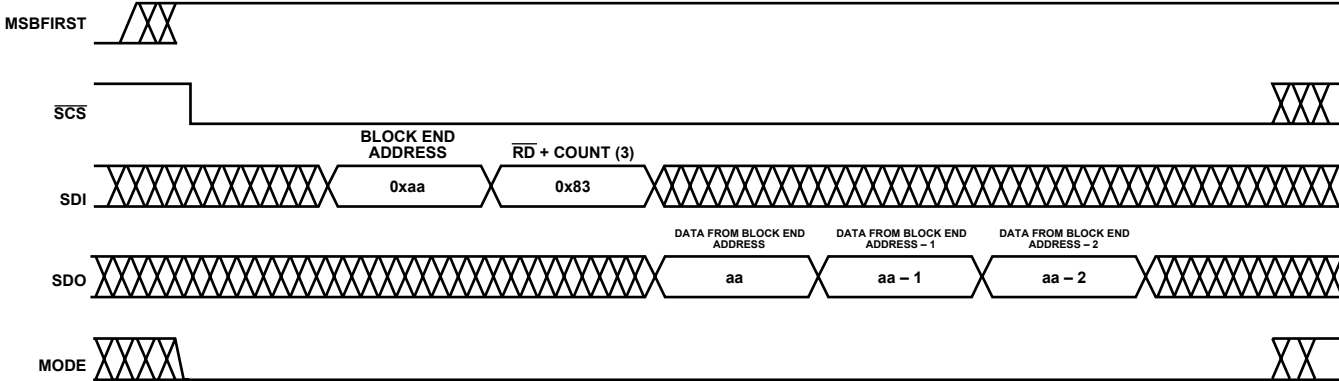 MSBFIRST
SCS
BLOCK END
ADDRESS
RD + COUNT (3)
SDI
0xaa
0x83
DATA FROM BLOCK END
ADDRESS
DATA FROM BLOCK END
ADDRESS – 1
DATA FROM BLOCK END
ADDRESS – 2
SDO
aa
aa – 1
aa – 2
MODE